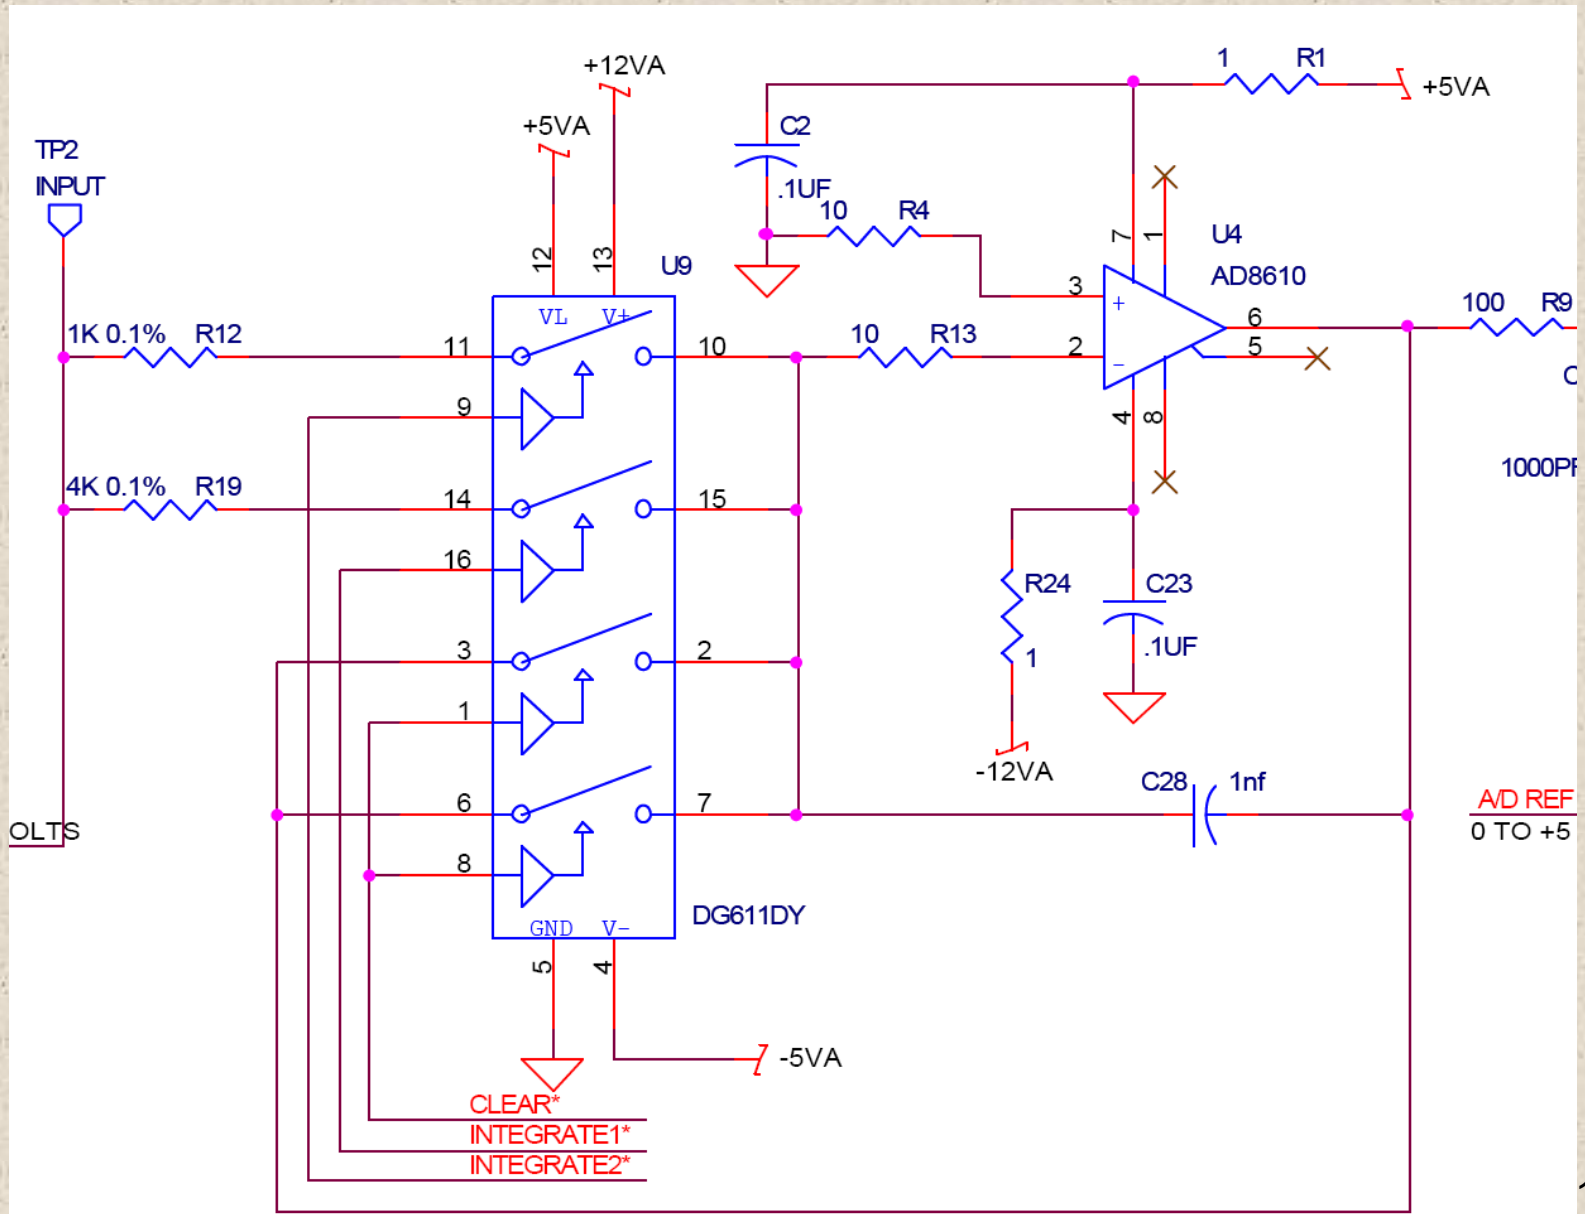 1 R1
+12VA
+5VA
C2
+5VA
TP2
INPUT
.1UF
10 R4
12
13
7
1
U4
U9
AD8610
3
+
VL V+
1K 0.1% R12
11
10
10 R13
2
-
6
5
100 R9
9
4
8
4K 0.1% R19
14
15
1000PF
16
R24
C23
3
2
.1UF
1
1
-12VA
C28 1nf
6
7
A/D REF
OLTS
0 TO +5
8
DG611DY
GND V-
5
4
-5VA
CLEAR*
INTEGRATE1*
INTEGRATE2*